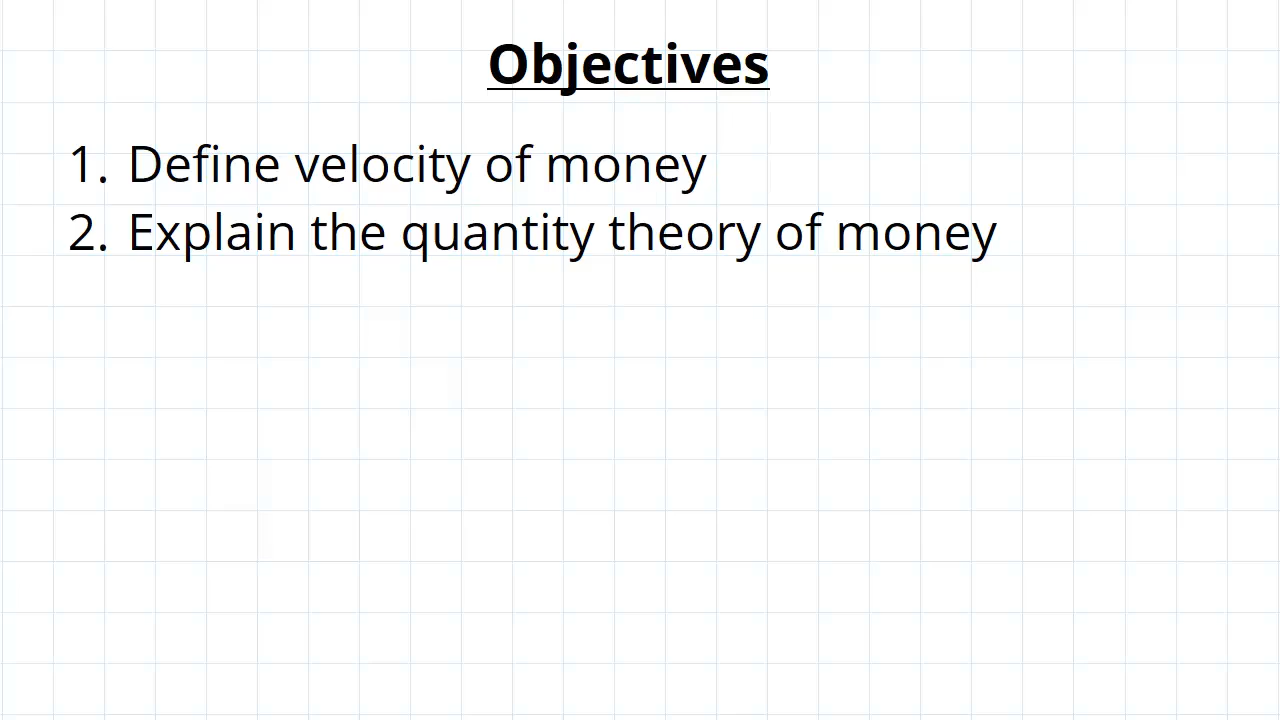 Objectives
1. Define velocity of money
2. Explain the quantity theory of money